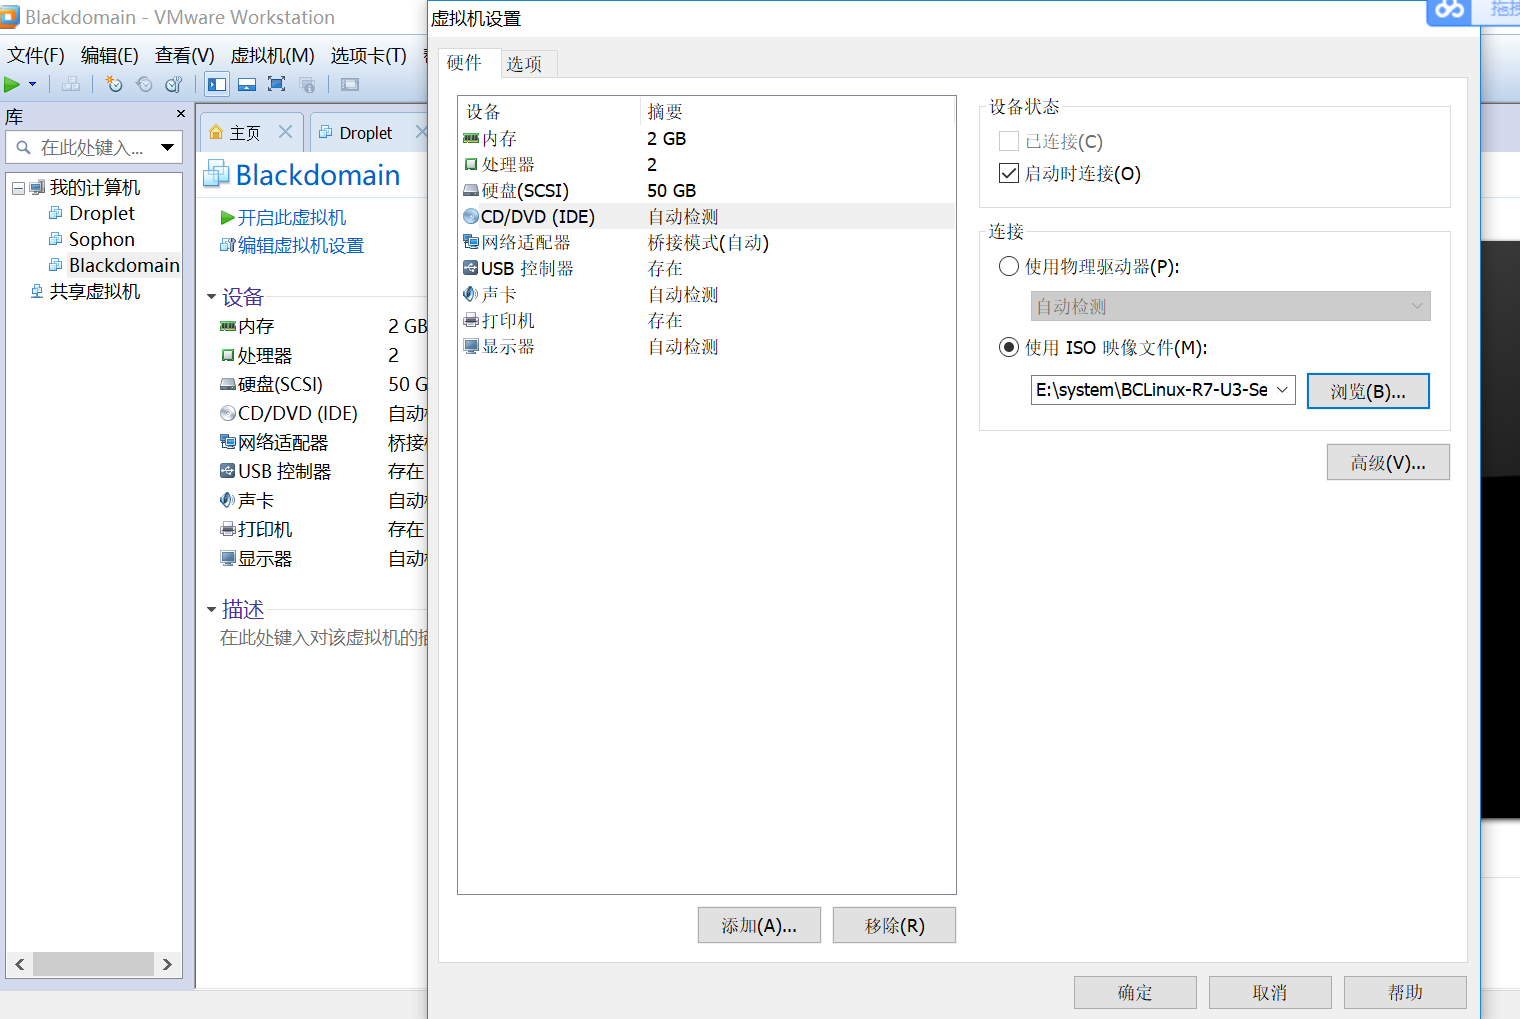 Blackdomain - VMware Workstation
文件(F) 编辑(E) 查看(V) 虚拟机(M) 选项卡(T)
库
在此处键入...
我的计算机
Droplet
Sophon
Blackdomain
共享虚拟机
主页
Droplet
Blackdomain
开启此虚拟机
编辑虚拟机设置
设备
内存 2 GB
处理器 2
硬盘(SCSI) 50 G
CD/DVD (IDE) 自动
网络适配器 桥接
USB 控制器 存在
声卡 自动
打印机 存在
显示器 自动
描述
在此处键入对该虚拟机的描
虚拟机设置
硬件 选项
设备 摘要
内存 2 GB
处理器 2
硬盘(SCSI) 50 GB
CD/DVD (IDE) 自动检测
网络适配器 桥接模式(自动)
USB 控制器 存在
声卡 自动检测
打印机 存在
显示器 自动检测
添加(A)... 移除(R)
设备状态
已连接(C)
启动时连接(O)
连接
使用物理驱动器(P):
自动检测
使用 ISO 映像文件(M):
E:\system\BCLinux-R7-U3-Se 浏览(B)...
高级(V)...
确定 取消 帮助